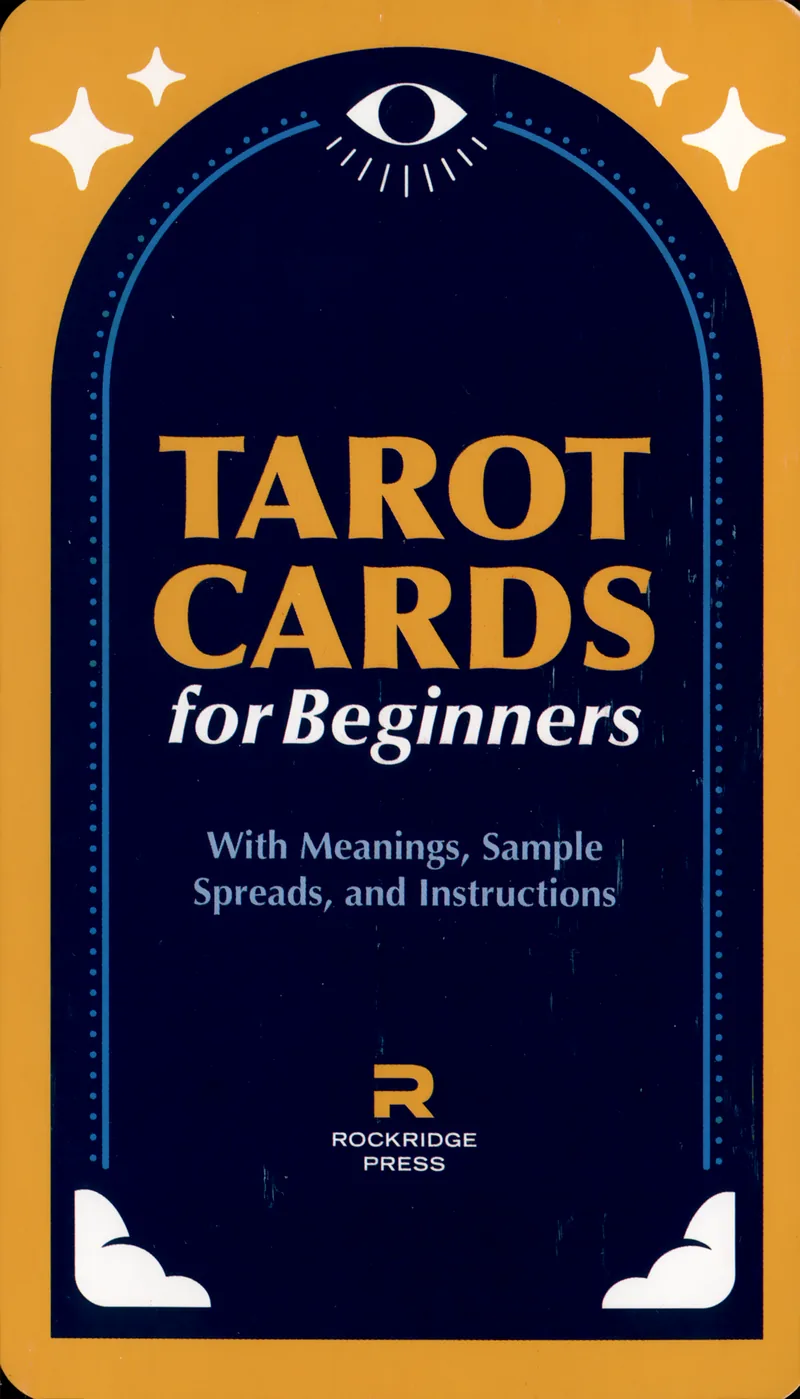 TAROT
CARDS
for Beginners
With Meanings, Sample
Spreads, and Instructions
R
ROCKRIDGE
PRESS